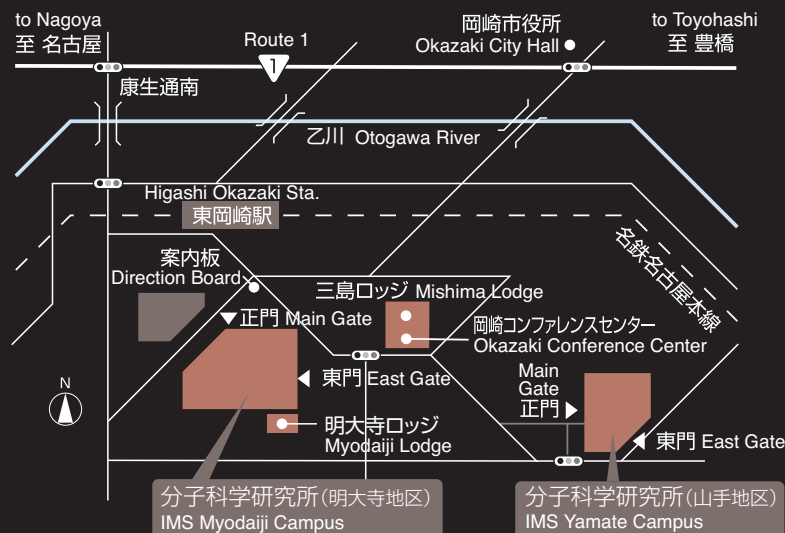 to Nagoya
至 名古屋
Route 1
1
岡崎市役所
Okazaki City Hall
to Toyohashi
至 豊橋
康生通南
乙川 Otogawa River
Higashi Okazaki Sta.
東岡崎駅
名鉄名古屋本線
案内板
Direction Board
三島ロッジ Mishima Lodge
正門 Main Gate
岡崎コンファレンスセンター
Okazaki Conference Center
東門 East Gate
Main
Gate
正門
N
明大寺ロッジ
Myodaiji Lodge
東門 East Gate
分子科学研究所(明大寺地区)
IMS Myodaiji Campus
分子科学研究所(山手地区)
IMS Yamate Campus